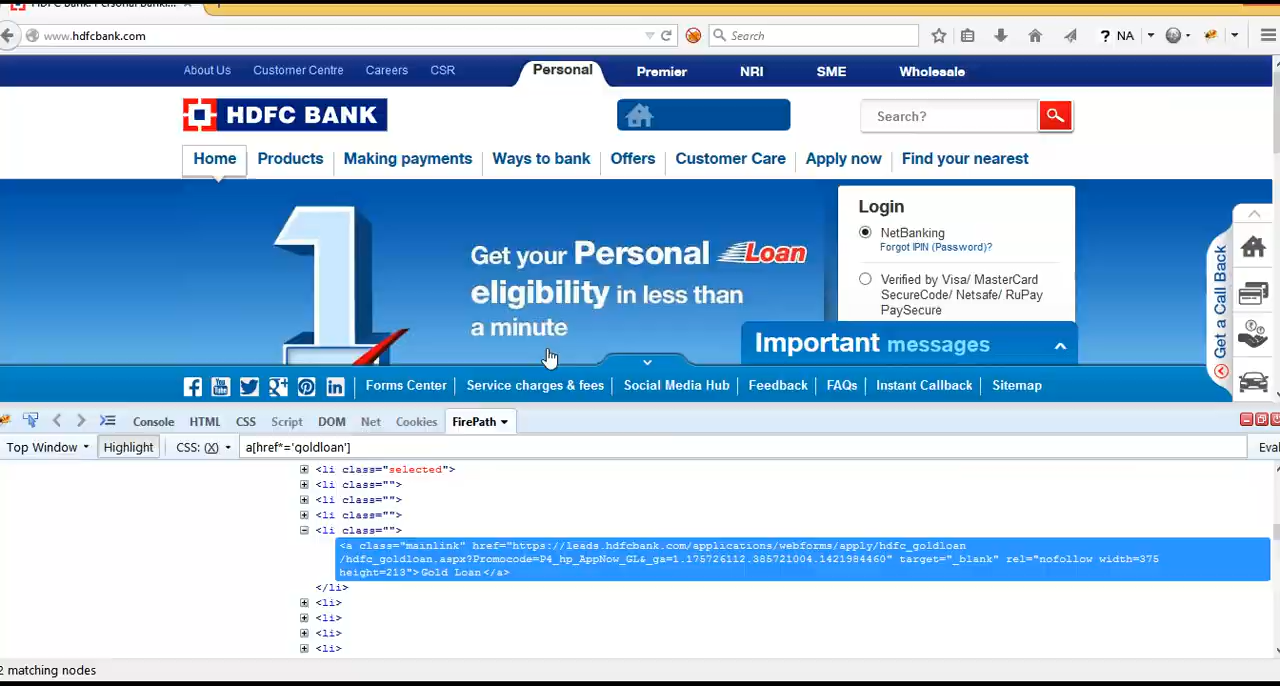 HDFC Bank: Personal Banki...
www.hdfcbank.com
Search
? NA
About Us Customer Centre Careers CSR Personal Premier NRI SME Wholesale
HDFC BANK
Search?
Home Products Making payments Ways to bank Offers Customer Care Apply now Find your nearest
1
Get your Personal Loan
eligibility in less than
a minute
Login
NetBanking
Forgot IPIN (Password)?
Verified by Visa/ MasterCard
SecureCode/ Netsafe/ RuPay
PaySecure
Important messages
Get a Call Back
Forms Center Service charges & fees Social Media Hub Feedback FAQs Instant Callback Sitemap
Console HTML CSS Script DOM Net Cookies FirePath
Top Window Highlight CSS: (X) a[href*='goldloan'] Eval
<li class="selected">
<li class="">
<li class="">
<li class="">
<li class="">
<a class="mainlink" href="https://leads.hdfcbank.com/applications/webforms/apply/hdfc_goldloan
/hdfc_goldloan.aspx?Promocode=P4_hp_AppNow_GL&_ga=1.175726112.385721004.1421984460" target="_blank" rel="nofollow width=375
height=213">Gold Loan</a>
</li>
<li>
<li>
<li>
<li>
2 matching nodes